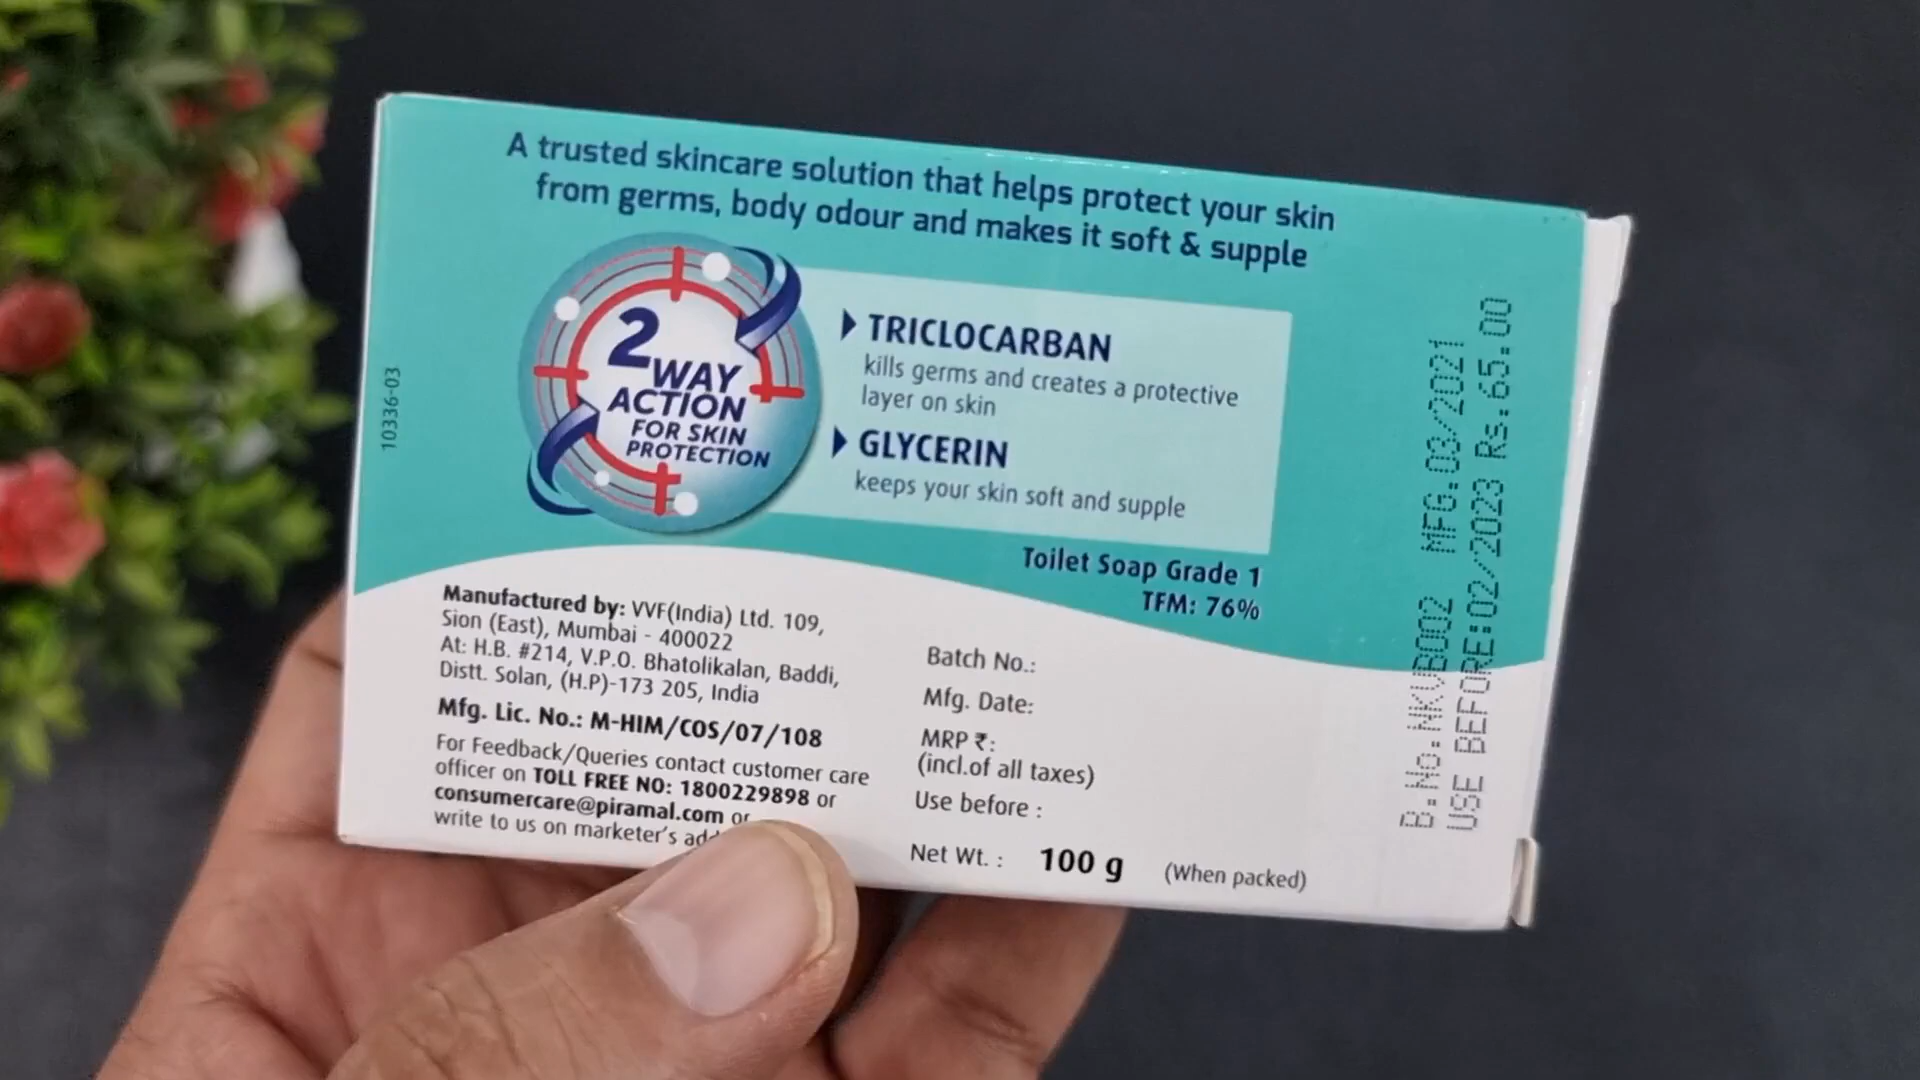 A trusted skincare solution that helps protect your skin
from germs, body odour and makes it soft & supple
2
WAY
ACTION
FOR SKIN
PROTECTION
TRICLOCARBAN
kills germs and creates a protective
layer on skin
GLYCERIN
keeps your skin soft and supple
Toilet Soap Grade 1
TFM: 76%
10336-03
Manufactured by: VVF(India) Ltd. 109,
Sion (East), Mumbai - 400022
At: H.B. #214, V.P.O. Bhatolikalan, Baddi,
Distt. Solan, (H.P)-173 205, India
Mfg. Lic. No.: M-HIM/COS/07/108
For Feedback/Queries contact customer care
officer on TOLL FREE NO: 1800229898 or
consumercare@piramal.com or
write to us on marketer's
Batch No.:
Mfg. Date:
MRP ₹:
(incl.of all taxes)
Use before :
Net Wt. : 100 g (When packed)
B.No. MFG.03/2021
USE BEFORE:02/2023 Rs.65.00